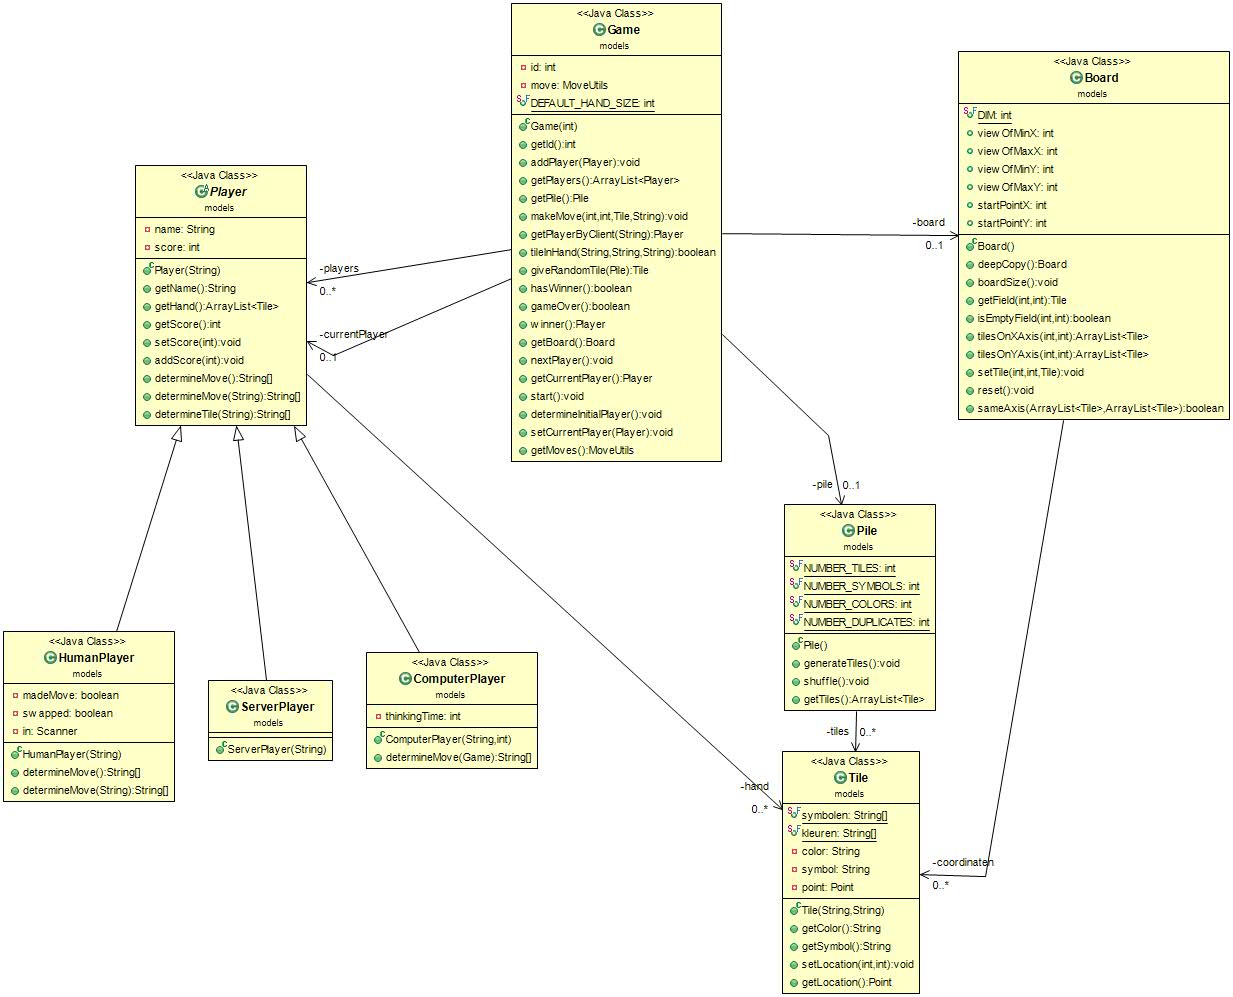 <<Java Class>>
Game
models
id: int
move: MoveUtils
DEFAULT_HAND_SIZE: int
Game(int)
getId():int
addPlayer(Player):void
getPlayers():ArrayList<Player>
getPile():Pile
makeMove(int,int,Tile,String):void
getPlayerByClient(String):Player
tileInHand(String,String,String):boolean
giveRandomTile(Pile):Tile
hasWinner():boolean
gameOver():boolean
winner():Player
getBoard():Board
nextPlayer():void
getCurrentPlayer():Player
start():void
determineInitialPlayer():void
setCurrentPlayer(Player):void
getMoves():MoveUtils
<<Java Class>>
Board
models
DIM: int
viewOfMinX: int
viewOfMaxX: int
viewOfMinY: int
viewOfMaxY: int
startPointX: int
startPointY: int
Board()
deepCopy():Board
boardSize():void
getField(int,int):Tile
isEmptyField(int,int):boolean
tilesOnXAxis(int,int):ArrayList<Tile>
tilesOnYAxis(int,int):ArrayList<Tile>
setTile(int,int,Tile):void
reset():void
sameAxis(ArrayList<Tile>,ArrayList<Tile>):boolean
-board
0..1
<<Java Class>>
Player
models
name: String
score: int
Player(String)
getName():String
getHand():ArrayList<Tile>
getScore():int
setScore(int):void
addScore(int):void
determineMove():String[]
determineMove(String):String[]
determineTile(String):String[]
-players
0..*
-currentPlayer
0..1
-pile
0..1
<<Java Class>>
Pile
models
NUMBER_TILES: int
NUMBER_SYMBOLS: int
NUMBER_COLORS: int
NUMBER_DUPLICATES: int
Pile()
generateTiles():void
shuffle():void
getTiles():ArrayList<Tile>
<<Java Class>>
HumanPlayer
models
madeMove: boolean
swapped: boolean
in: Scanner
HumanPlayer(String)
determineMove():String[]
determineMove(String):String[]
<<Java Class>>
ServerPlayer
models
ServerPlayer(String)
<<Java Class>>
ComputerPlayer
models
thinkingTime: int
ComputerPlayer(String,int)
determineMove(Game):String[]
-tiles
0..*
-hand
0..*
<<Java Class>>
Tile
models
symbolen: String[]
kleuren: String[]
color: String
symbol: String
point: Point
Tile(String,String)
getColor():String
getSymbol():String
setLocation(int,int):void
getLocation():Point
-coordinaten
0..*